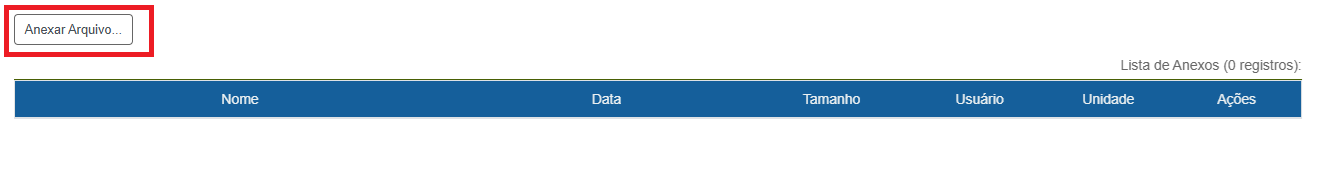 Anexar Arquivo...
Lista de Anexos (0 registros):
Nome Data Tamanho Usuário Unidade Ações